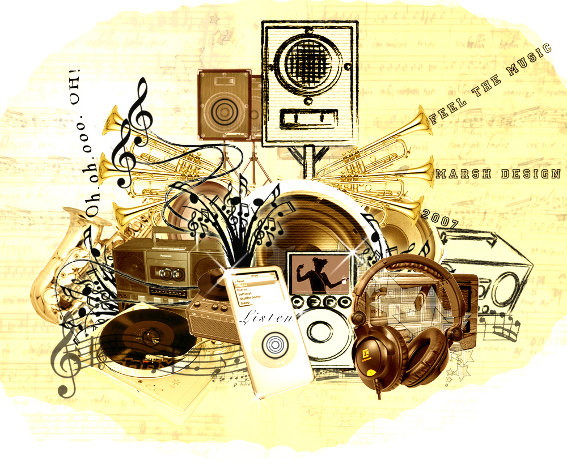 FEEL THE MUSIC
Oh.oh.ooo. OH!
MARSH DESIGN
2007
Listen